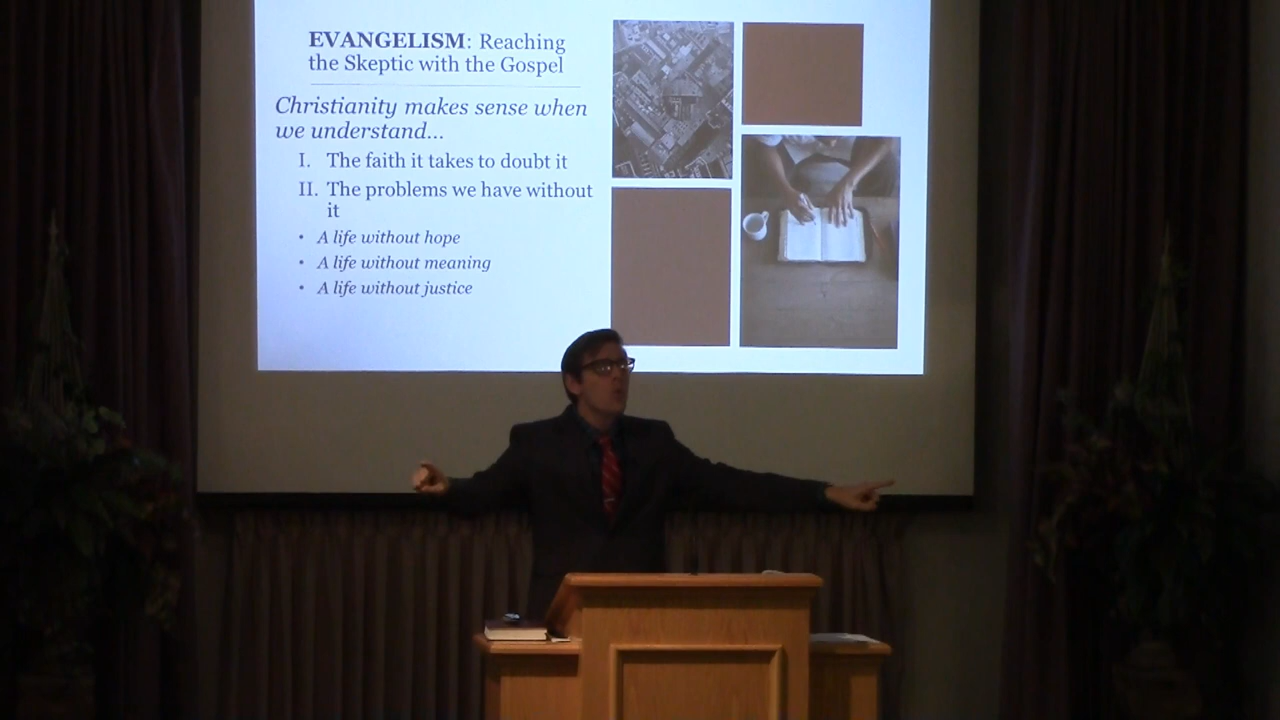 EVANGELISM: Reaching
the Skeptic with the Gospel
Christianity makes sense when
we understand...
I. The faith it takes to doubt it
II. The problems we have without
it
• A life without hope
• A life without meaning
• A life without justice